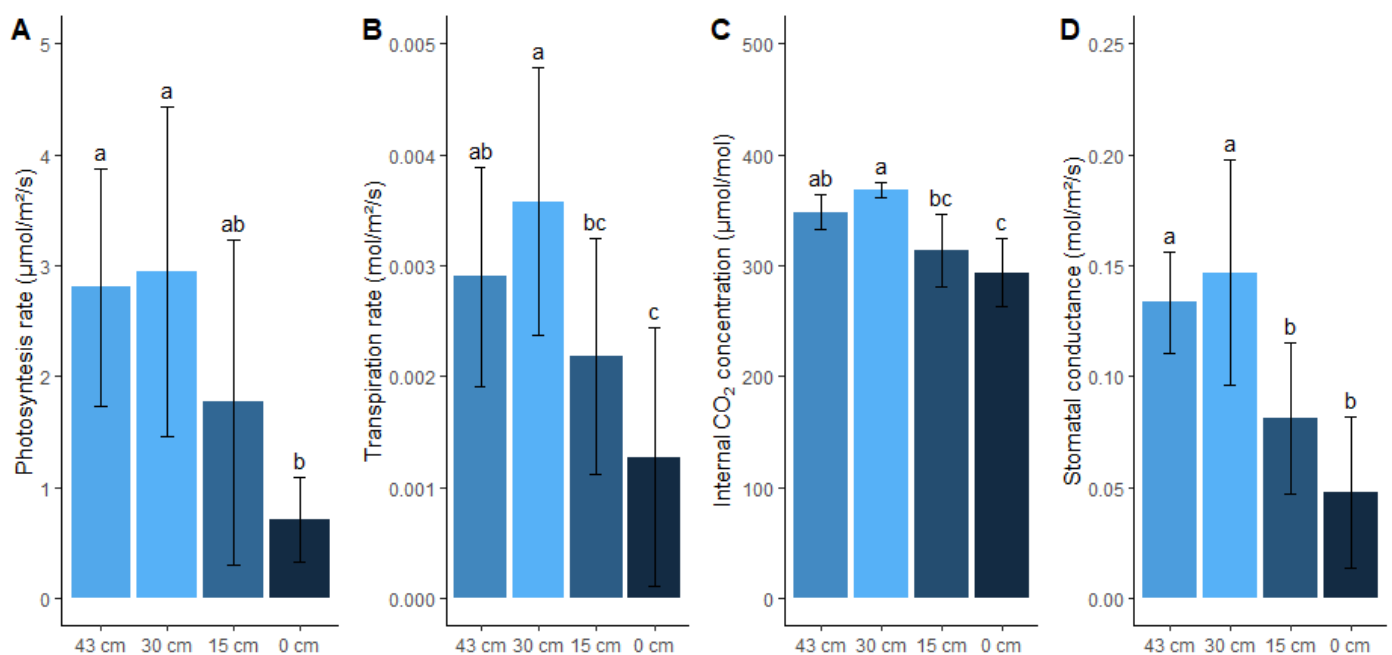 A
Photosyntesis rate (µmol/m²/s)
5
4
3
2
1
0
a
a
ab
b
43 cm 30 cm 15 cm 0 cm
B
Transpiration rate (mol/m²/s)
0.005
0.004
0.003
0.002
0.001
0.000
ab
a
bc
c
43 cm 30 cm 15 cm 0 cm
C
Internal CO₂ concentration (µmol/mol)
500
400
300
200
100
0
ab
a
bc
c
43 cm 30 cm 15 cm 0 cm
D
Stomatal conductance (mol/m²/s)
0.25
0.20
0.15
0.10
0.05
0.00
a
a
b
b
43 cm 30 cm 15 cm 0 cm